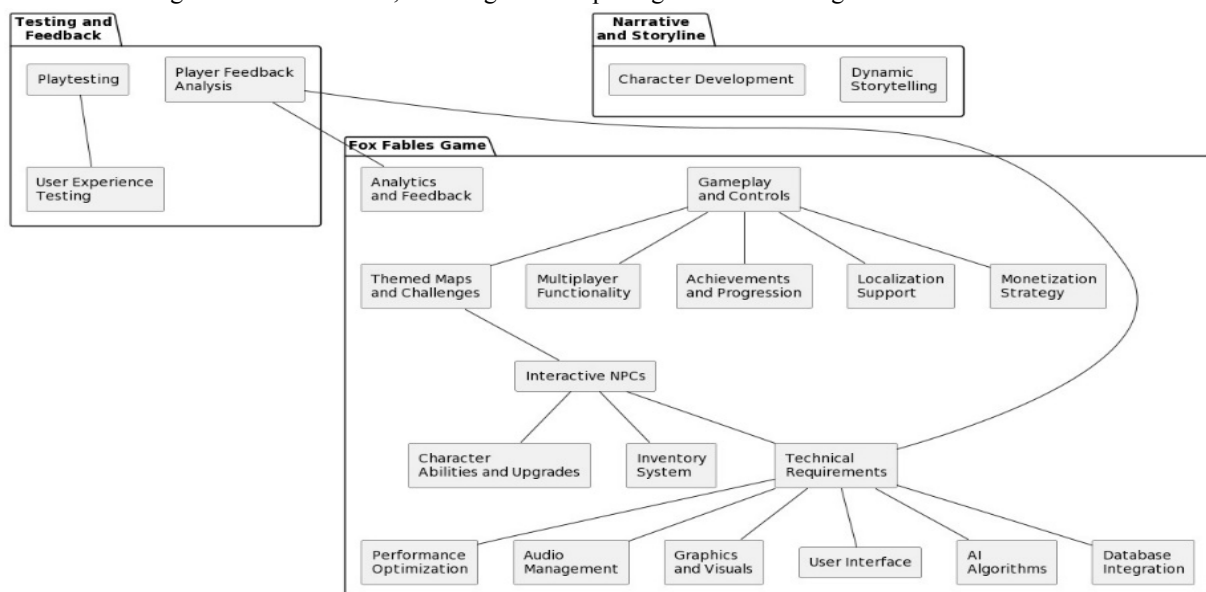 Testing and
Feedback
Playtesting
Player Feedback
Analysis
User Experience
Testing
Narrative
and Storyline
Character Development
Dynamic
Storytelling
Fox Fables Game
Analytics
and Feedback
Gameplay
and Controls
Themed Maps
and Challenges
Multiplayer
Functionality
Achievements
and Progression
Localization
Support
Monetization
Strategy
Interactive NPCs
Character
Abilities and Upgrades
Inventory
System
Technical
Requirements
Performance
Optimization
Audio
Management
Graphics
and Visuals
User Interface
AI
Algorithms
Database
Integration